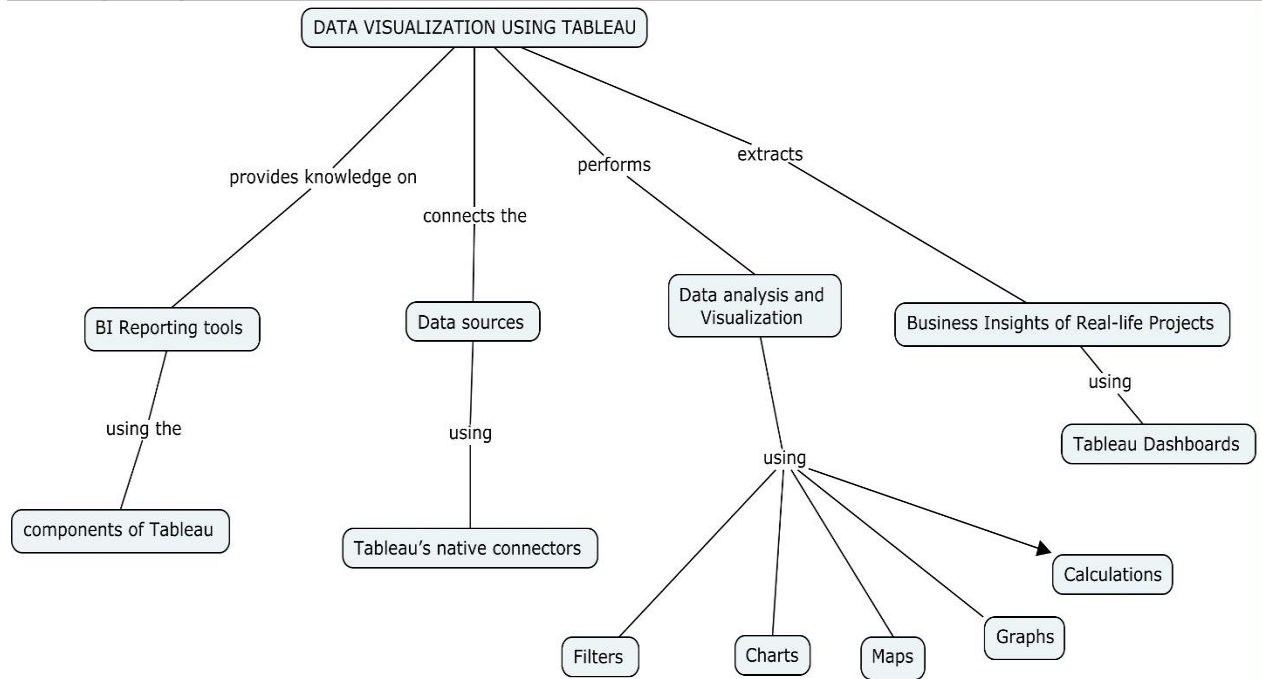 DATA VISUALIZATION USING TABLEAU
provides knowledge on
connects the
performs
extracts
BI Reporting tools
Data sources
Data analysis and
Visualization
Business Insights of Real-life Projects
using the
using
using
using
components of Tableau
Tableau's native connectors
Tableau Dashboards
Filters
Charts
Maps
Graphs
Calculations